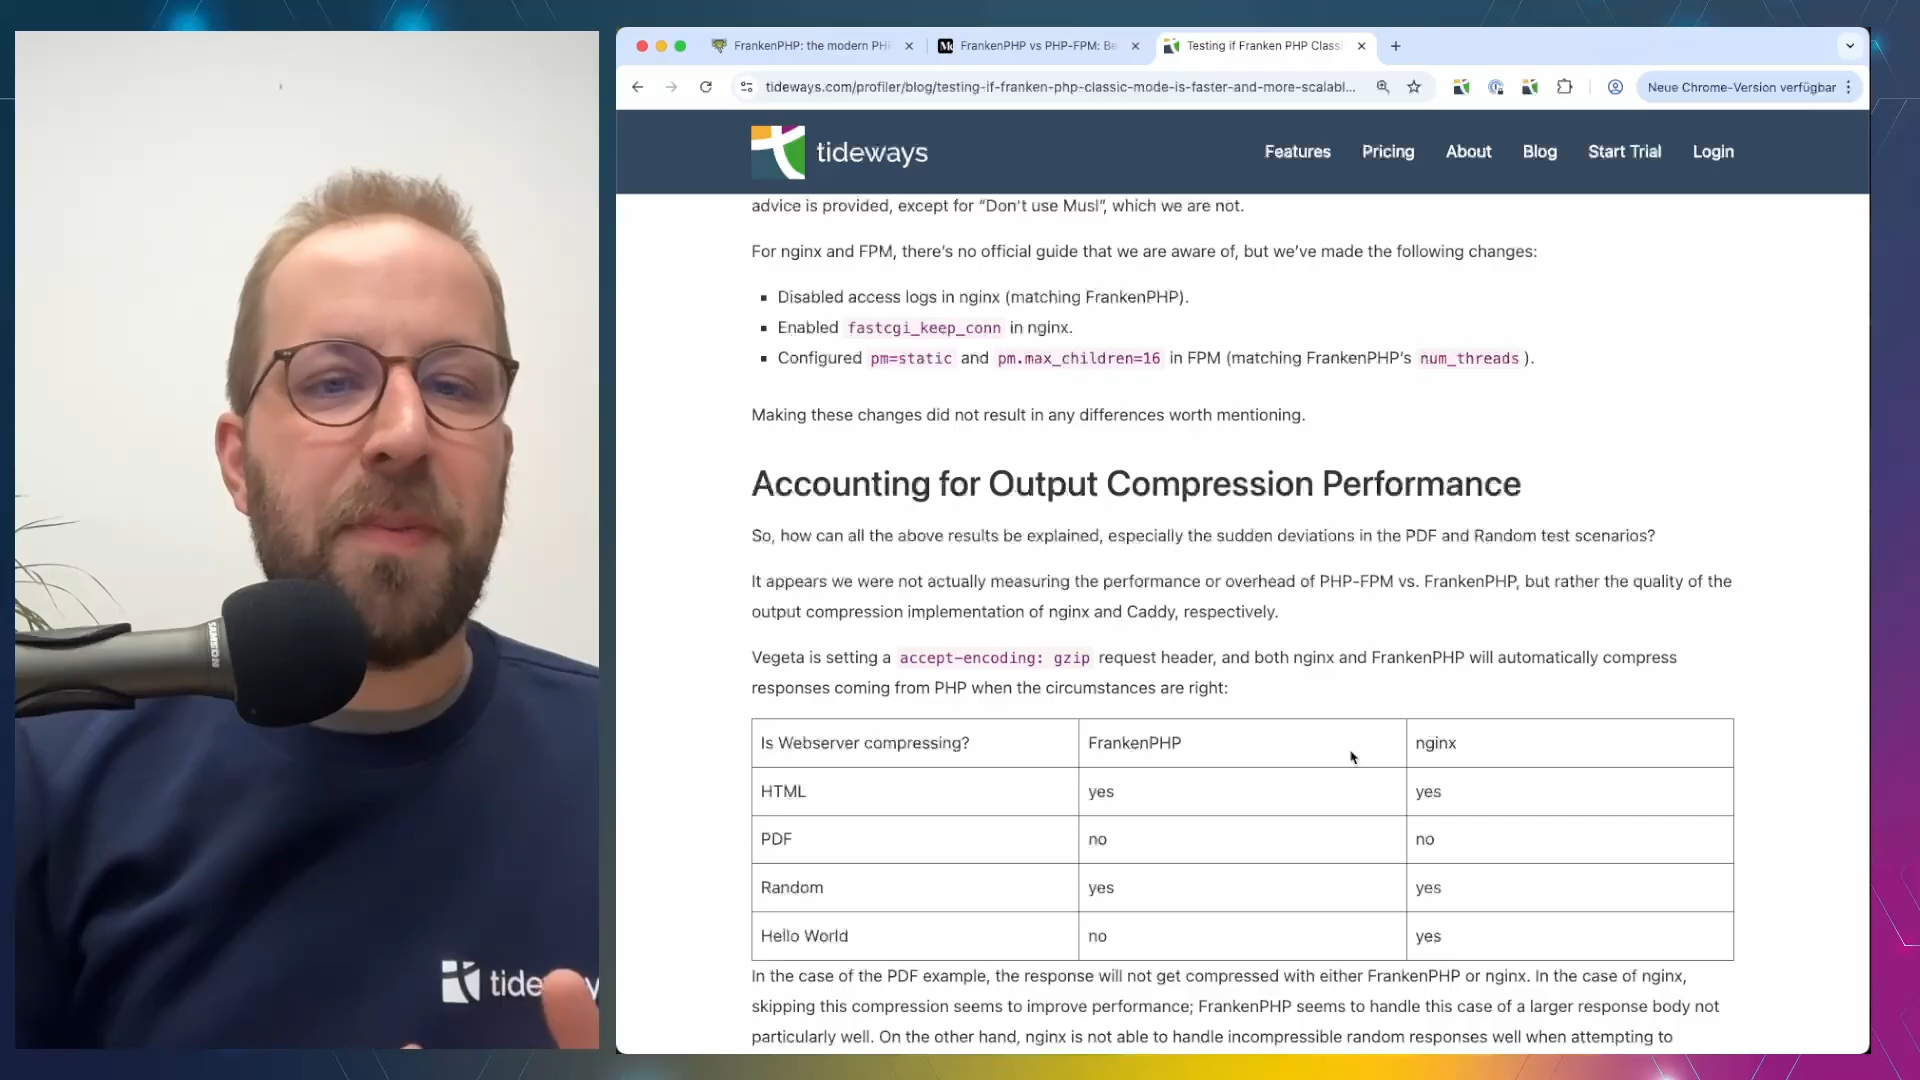 FrankenPHP: the modern PH
FrankenPHP vs PHP-FPM: Be
Testing if Franken PHP Classi
tideways.com/profiler/blog/testing-if-franken-php-classic-mode-is-faster-and-more-scalabl...
Neue Chrome-Version verfügbar
tideways
Features
Pricing
About
Blog
Start Trial
Login
advice is provided, except for “Don't use Musl”, which we are not.
For nginx and FPM, there’s no official guide that we are aware of, but we’ve made the following changes:
Disabled access logs in nginx (matching FrankenPHP).
Enabled fastcgi_keep_conn in nginx.
Configured pm=static and pm.max_children=16 in FPM (matching FrankenPHP’s num_threads ).
Making these changes did not result in any differences worth mentioning.
Accounting for Output Compression Performance
So, how can all the above results be explained, especially the sudden deviations in the PDF and Random test scenarios?
It appears we were not actually measuring the performance or overhead of PHP-FPM vs. FrankenPHP, but rather the quality of the
output compression implementation of nginx and Caddy, respectively.
Vegeta is setting a accept-encoding: gzip request header, and both nginx and FrankenPHP will automatically compress
responses coming from PHP when the circumstances are right:
Is Webserver compressing? FrankenPHP nginx
HTML yes yes
PDF no no
Random yes yes
Hello World no yes
In the case of the PDF example, the response will not get compressed with either FrankenPHP or nginx. In the case of nginx,
skipping this compression seems to improve performance; FrankenPHP seems to handle this case of a larger response body not
particularly well. On the other hand, nginx is not able to handle incompressible random responses well when attempting to
SAMSON
tide